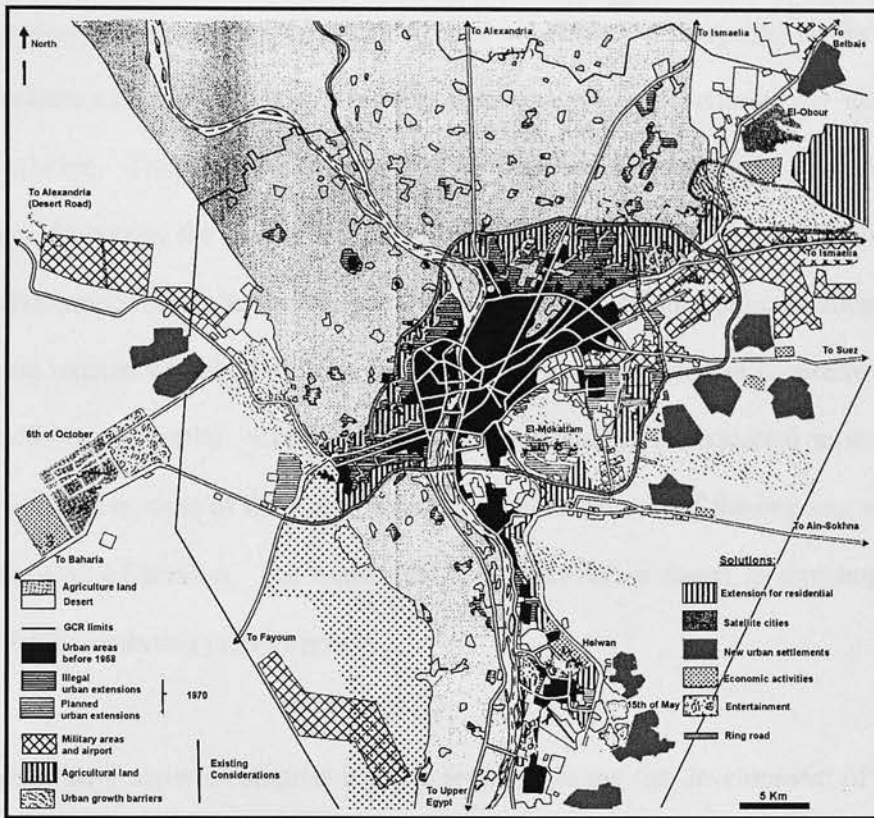 North
To Alexandria
To Ismaelia
To
Belbais
El-Obour
To Alexandria
(Desert Road)
To Ismaelia
To Suez
6th of October
El-Mokattam
To Ain-Sokhna
To Baharia
To Fayoum
Helwan
15th of May
To Upper
Egypt
Agriculture land
Desert
GCR limits
Urban areas
before 1968
Illegal
urban extensions
Planned
urban extensions
1970
Military areas
and airport
Agricultural land
Urban growth barriers
Existing
Considerations
Solutions:
Extension for residential
Satellite cities
New urban settlements
Economic activities
Entertainment
Ring road
5 Km